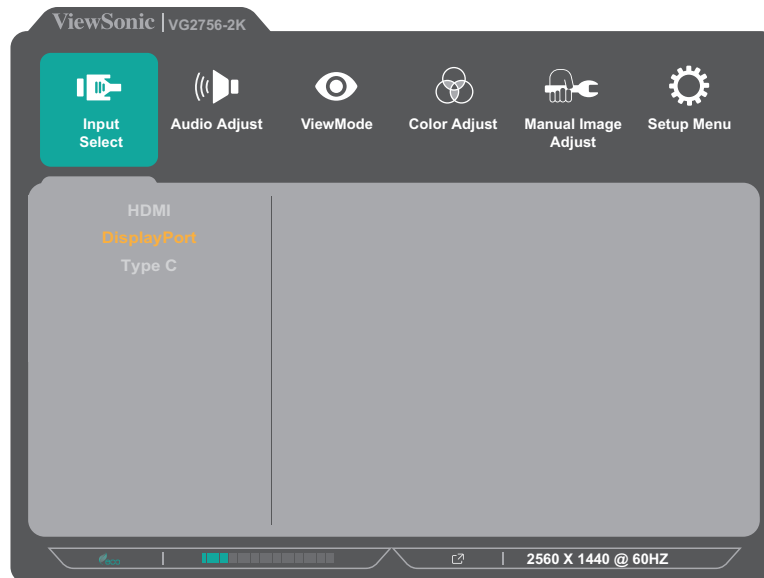 ViewSonic | VG2756-2K
Input
Select
Audio Adjust
ViewMode
Color Adjust
Manual Image
Adjust
Setup Menu
HDMI
DisplayPort
Type C
eco
2560 X 1440 @ 60HZ